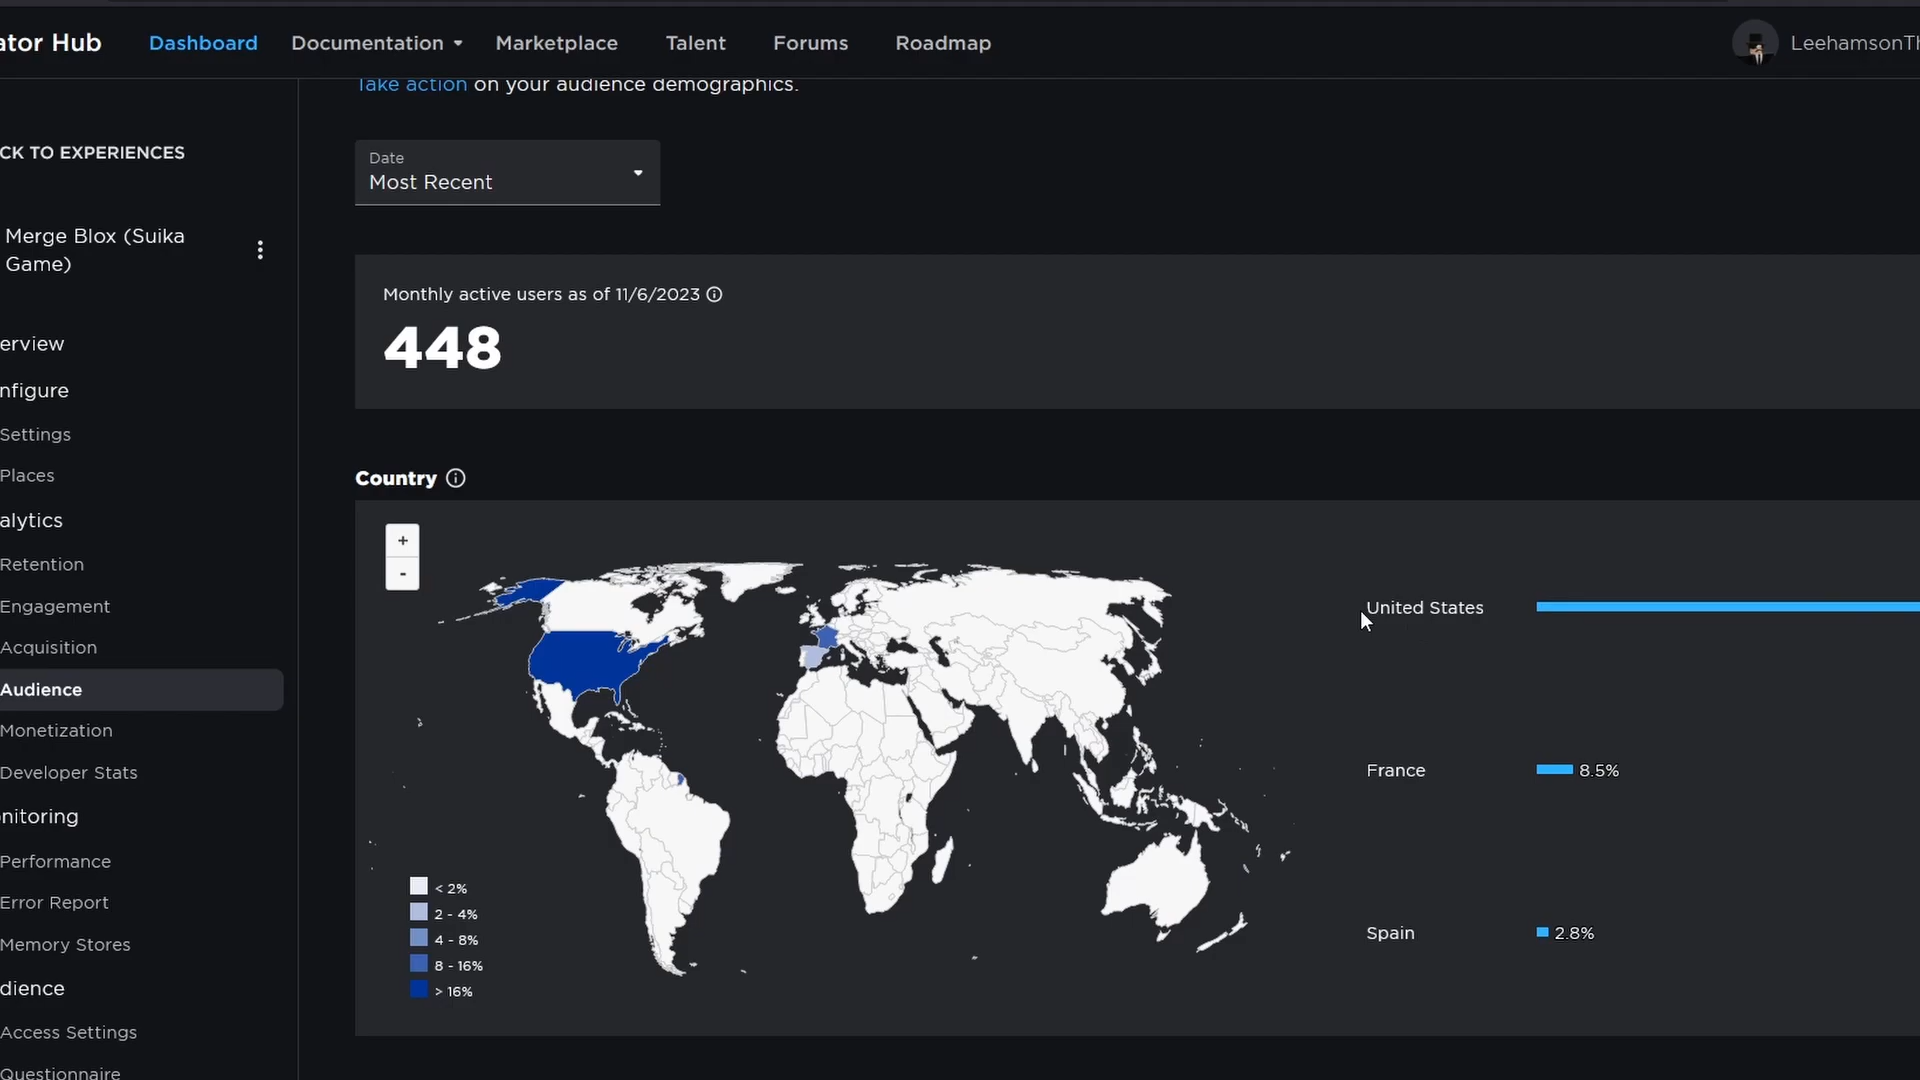 ator Hub
Dashboard
Documentation
Marketplace
Talent
Forums
Roadmap
LeehamsonTh
CK TO EXPERIENCES
Merge Blox (Suika
Game)
erview
nfigure
Settings
Places
alytics
Retention
Engagement
Acquisition
Audience
Monetization
Developer Stats
nitoring
Performance
Error Report
Memory Stores
dience
Access Settings
Questionnaire
Take action on your audience demographics.
Date
Most Recent
Monthly active users as of 11/6/2023
448
Country
+
-
< 2%
2 - 4%
4 - 8%
8 - 16%
> 16%
United States
France
8.5%
Spain
2.8%